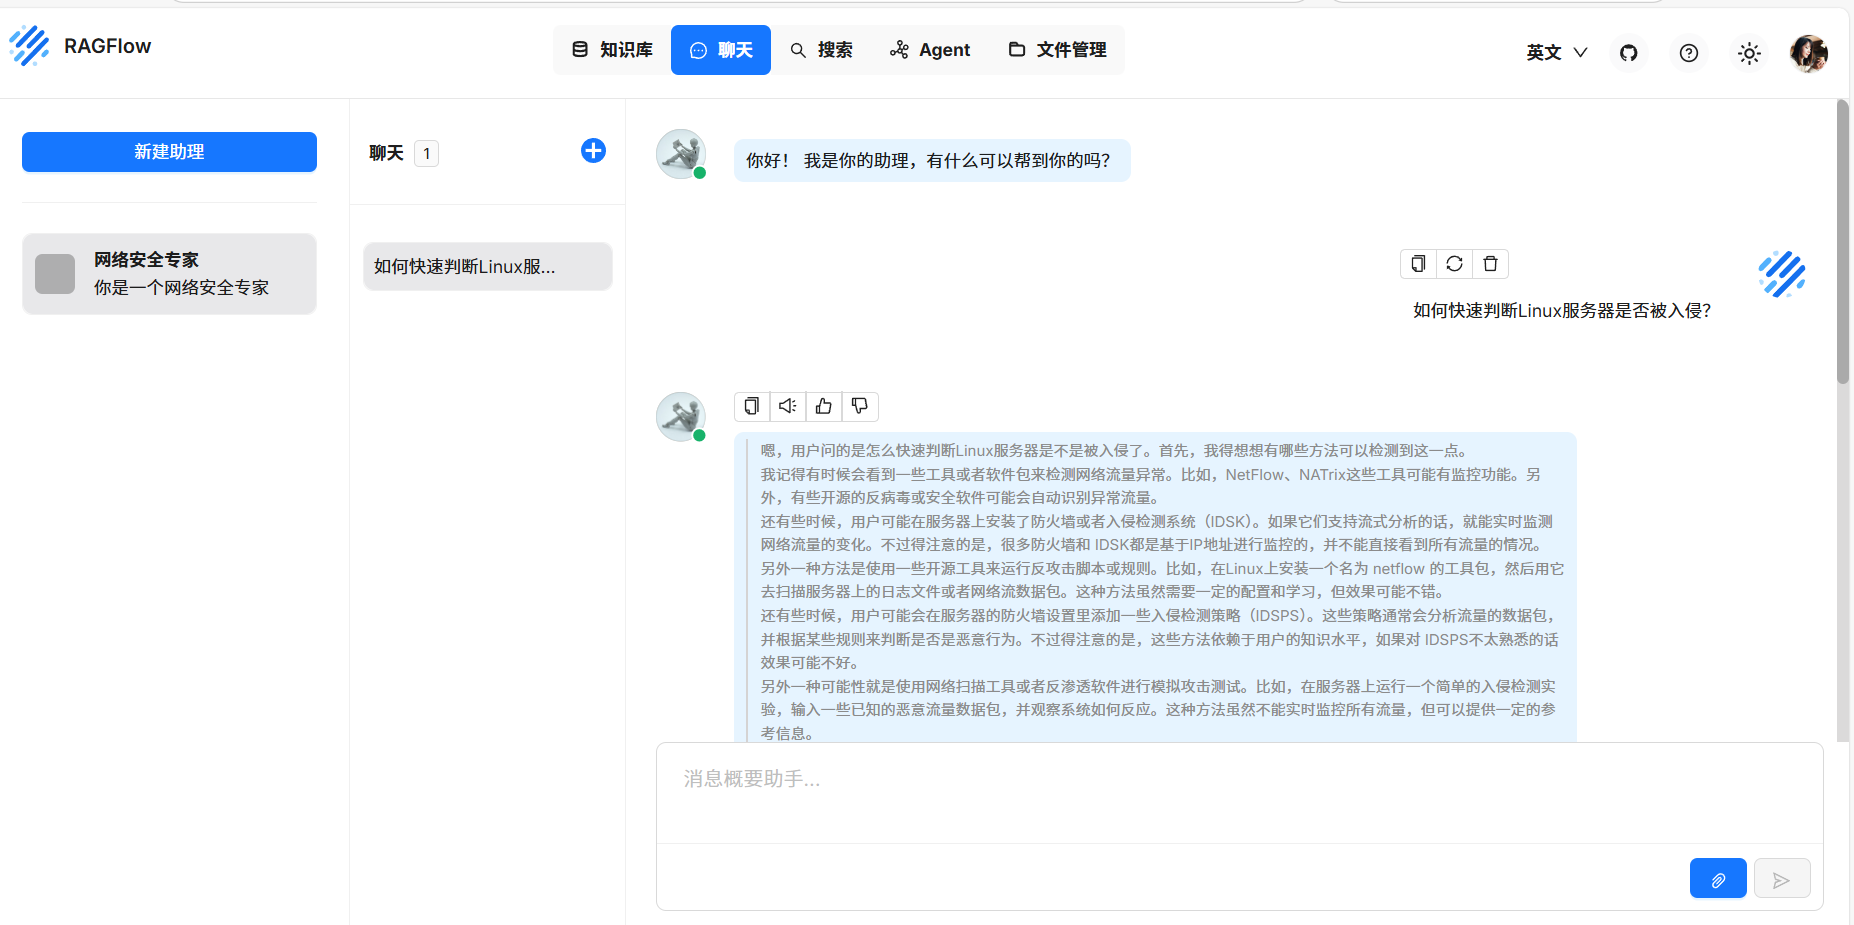 RAGFlow
知识库
聊天
搜索
Agent
文件管理
英文
新建助理
网络安全专家
你是一个网络安全专家
聊天 1
如何快速判断Linux服...
你好！ 我是你的助理，有什么可以帮到你的吗？
如何快速判断Linux服务器是否被入侵？
嗯，用户问的是怎么快速判断Linux服务器是不是被入侵了。首先，我得想想有哪些方法可以检测到这一点。
我记得有时候会看到一些工具或者软件包来检测网络流量异常。比如，NetFlow、NATrix这些工具可能有监控功能。另
外，有些开源的反病毒或安全软件可能会自动识别异常流量。
还有些时候，用户可能在服务器上安装了防火墙或者入侵检测系统（IDSK）。如果它们支持流式分析的话，就能实时监测
网络流量的变化。不过得注意的是，很多防火墙和 IDSK都是基于IP地址进行监控的，并不能直接看到所有流量的情况。
另外一种方法是使用一些开源工具来运行反攻击脚本或规则。比如，在Linux上安装一个名为 netflow 的工具包，然后用它
去扫描服务器上的日志文件或者网络流数据包。这种方法虽然需要一定的配置和学习，但效果可能不错。
还有些时候，用户可能会在服务器的防火墙设置里添加一些入侵检测策略（IDSPS）。这些策略通常会分析流量的数据包，
并根据某些规则来判断是否是恶意行为。不过得注意的是，这些方法依赖于用户的知识水平，如果对 IDSPS不太熟悉的话
效果可能不好。
另外一种可能性就是使用网络扫描工具或者反渗透软件进行模拟攻击测试。比如，在服务器上运行一个简单的入侵检测实
验，输入一些已知的恶意流量数据包，并观察系统如何反应。这种方法虽然不能实时监控所有流量，但可以提供一定的参
考信息。
消息概要助手...